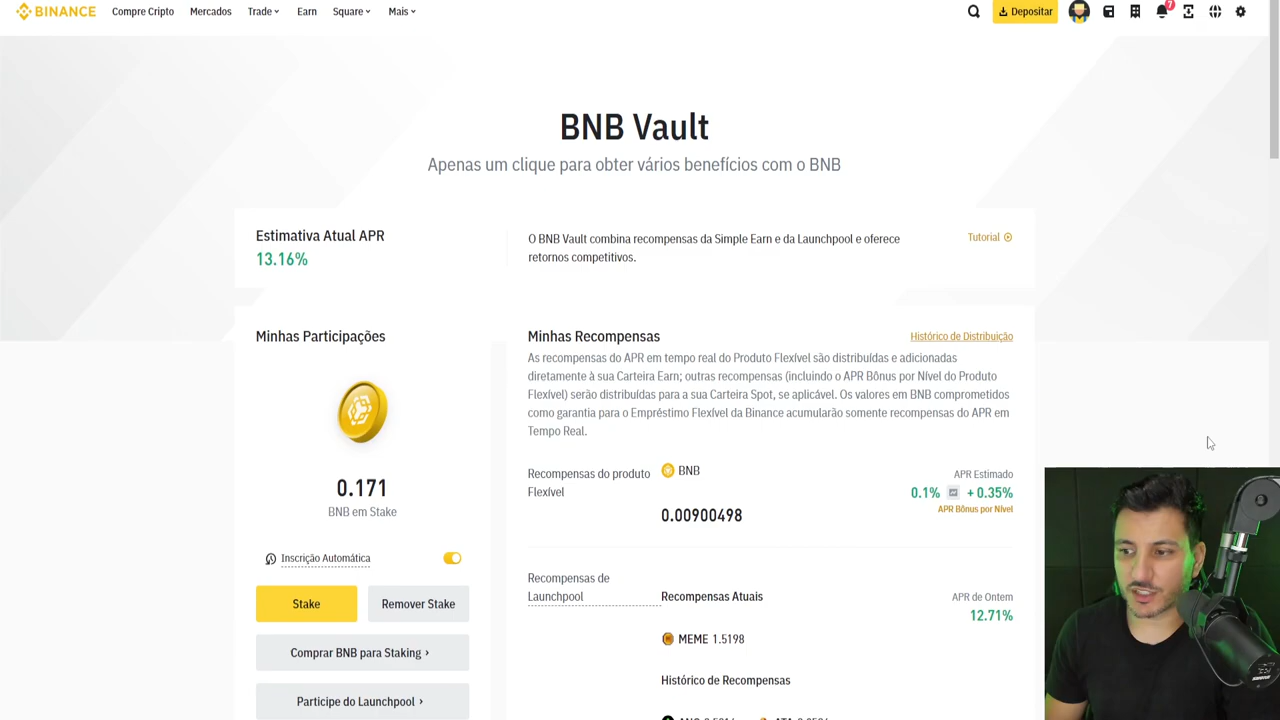 BINANCE
Compre Cripto
Mercados
Trade
Earn
Square
Mais
Depositar
7
BNB Vault
Apenas um clique para obter vários benefícios com o BNB
Estimativa Atual APR
13.16%
O BNB Vault combina recompensas da Simple Earn e da Launchpool e oferece
retornos competitivos.
Tutorial
Minhas Participações
0.171
BNB em Stake
Inscrição Automática
Stake
Remover Stake
Comprar BNB para Staking ›
Participe do Launchpool ›
Minhas Recompensas
Histórico de Distribuição
As recompensas do APR em tempo real do Produto Flexível são distribuídas e adicionadas
diretamente à sua Carteira Earn; outras recompensas (incluindo o APR Bônus por Nível do Produto
Flexível) serão distribuídas para a sua Carteira Spot, se aplicável. Os valores em BNB comprometidos
como garantia para o Empréstimo Flexível da Binance acumularão somente recompensas do APR em
Tempo Real.
Recompensas do produto
Flexível
BNB
0.00900498
APR Estimado
0.1% + 0.35%
APR Bônus por Nível
Recompensas de
Launchpool
Recompensas Atuais
APR de Ontem
12.71%
MEME 1.5198
Histórico de Recompensas